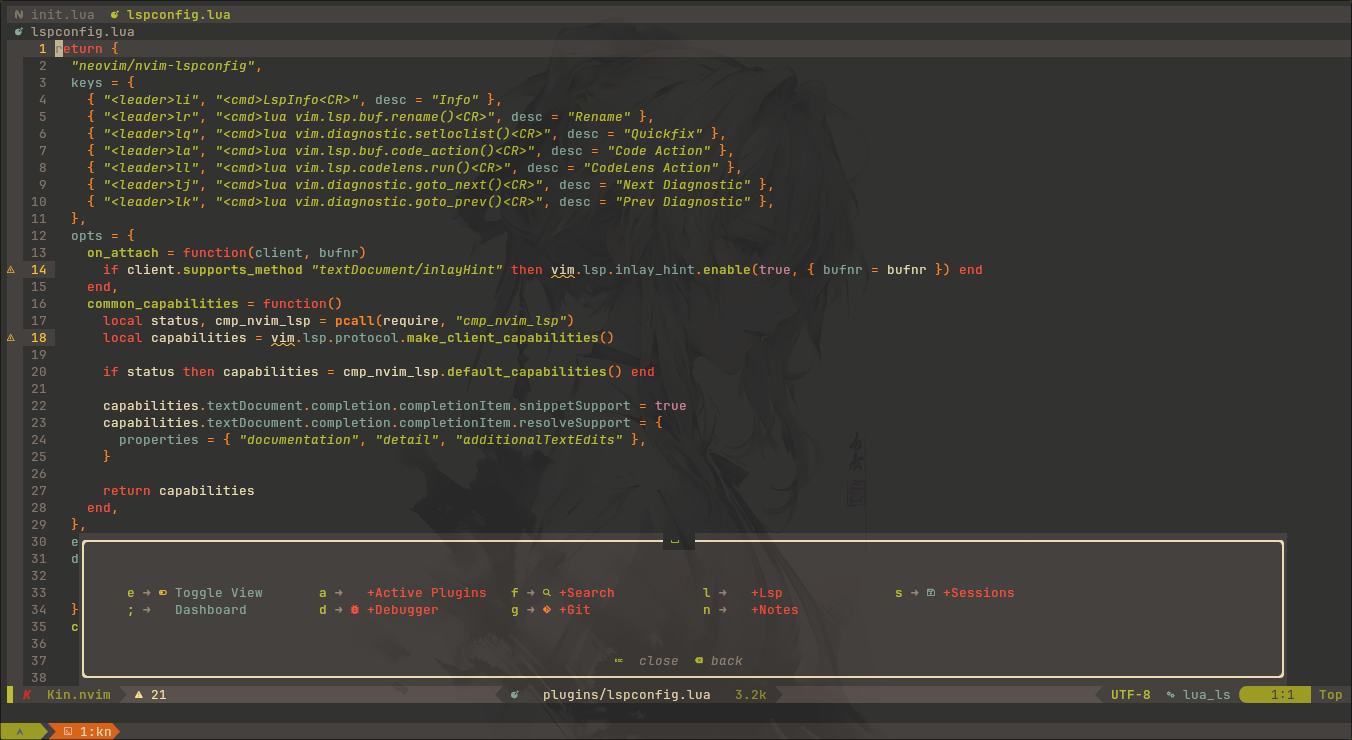 init.lua lspconfig.lua
lspconfig.lua
1 return {
2 "neovim/nvim-lspconfig",
3 keys = {
4 { "<leader>li", "<cmd>LspInfo<CR>", desc = "Info" },
5 { "<leader>lr", "<cmd>lua vim.lsp.buf.rename()<CR>", desc = "Rename" },
6 { "<leader>lq", "<cmd>lua vim.diagnostic.setloclist()<CR>", desc = "Quickfix" },
7 { "<leader>la", "<cmd>lua vim.lsp.buf.code_action()<CR>", desc = "Code Action" },
8 { "<leader>ll", "<cmd>lua vim.lsp.codelens.run()<CR>", desc = "CodeLens Action" },
9 { "<leader>lj", "<cmd>lua vim.diagnostic.goto_next()<CR>", desc = "Next Diagnostic" },
10 { "<leader>lk", "<cmd>lua vim.diagnostic.goto_prev()<CR>", desc = "Prev Diagnostic" },
11 },
12 opts = {
13 on_attach = function(client, bufnr)
14 if client.supports_method "textDocument/inlayHint" then vim.lsp.inlay_hint.enable(true, { bufnr = bufnr }) end
15 end,
16 common_capabilities = function()
17 local status, cmp_nvim_lsp = pcall(require, "cmp_nvim_lsp")
18 local capabilities = vim.lsp.protocol.make_client_capabilities()
19
20 if status then capabilities = cmp_nvim_lsp.default_capabilities() end
21
22 capabilities.textDocument.completion.completionItem.snippetSupport = true
23 capabilities.textDocument.completion.completionItem.resolveSupport = {
24 properties = { "documentation", "detail", "additionalTextEdits" },
25 }
26
27 return capabilities
28 end,
29 },
30 e
31 d
32
33
34 }
35 c
36
37
38
e → Toggle View a → +Active Plugins f → +Search l → +Lsp s → +Sessions
; → Dashboard d → +Debugger g → +Git n → +Notes
close back
K Kin.nvim 21 plugins/lspconfig.lua 3.2k UTF-8 lua_ls 1:1 Top
1:kn